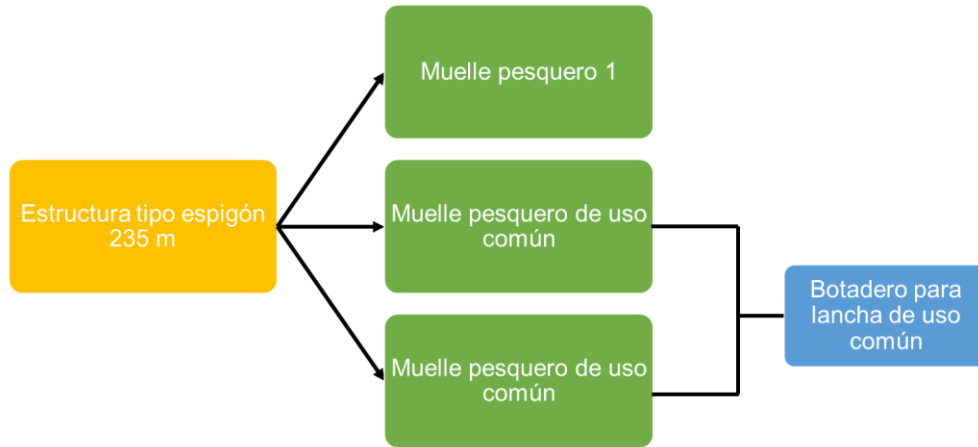 Muelle pesquero 1
Estructura tipo espigón
235 m
Muelle pesquero de uso
común
Muelle pesquero de uso
común
Botadero para
lancha de uso
común